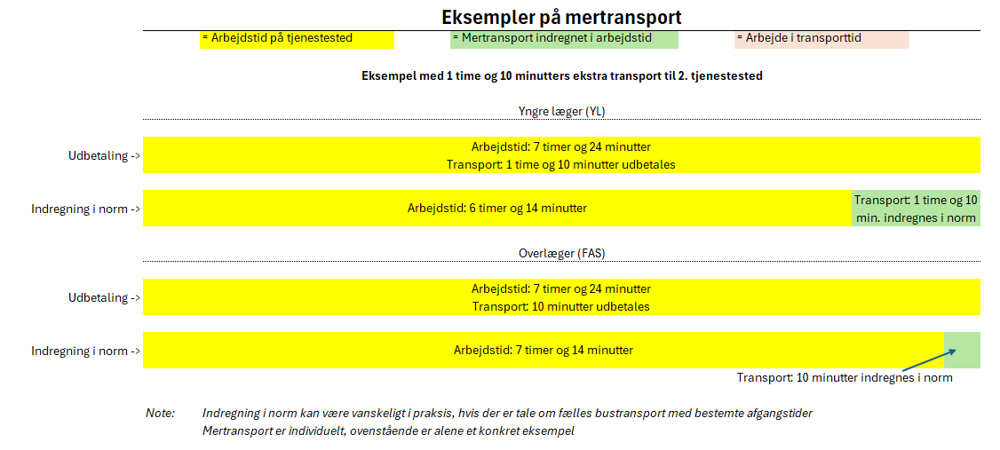 Eksempler på mertransport
= Arbejdstid på tjenestested
= Mertransport indregnet i arbejdstid
= Arbejde i transporttid
Eksempel med 1 time og 10 minutters ekstra transport til 2. tjenestested
Yngre læger (YL)
Udbetaling ->
Arbejdstid: 7 timer og 24 minutter
Transport: 1 time og 10 minutter udbetales
Indregning i norm ->
Arbejdstid: 6 timer og 14 minutter
Transport: 1 time og 10
min. indregnes i norm
Overlæger (FAS)
Udbetaling ->
Arbejdstid: 7 timer og 24 minutter
Transport: 10 minutter udbetales
Indregning i norm ->
Arbejdstid: 7 timer og 14 minutter
Transport: 10 minutter indregnes i norm
Note: Indregning i norm kan være vanskeligt i praksis, hvis der er tale om fælles bustransport med bestemte afgangstider
Mertransport er individuelt, ovenstående er alene et konkret eksempel